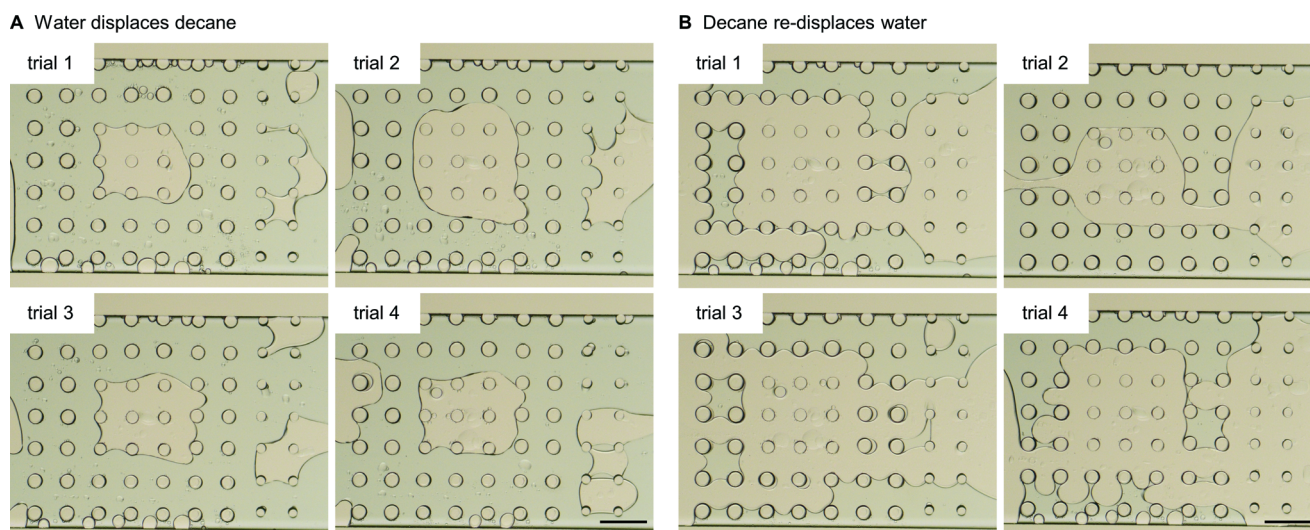 A Water displaces decane
trial 1
trial 2
trial 3
trial 4
B Decane re-displaces water
trial 1
trial 2
trial 3
trial 4